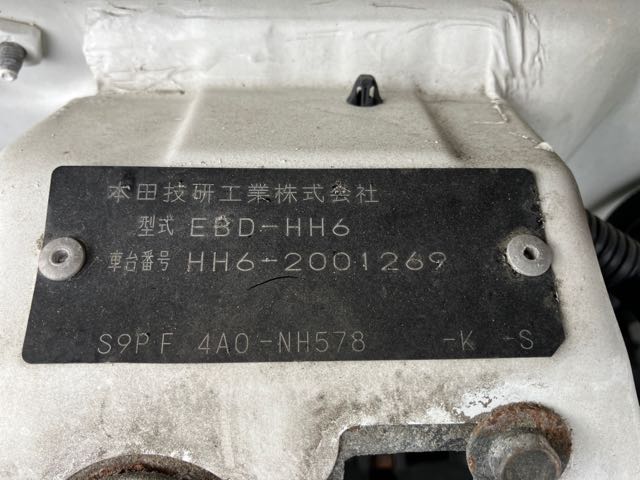 本田技研工業株式会社
型式 EBD-HH6
車台番号 HH6-2001269
S9PF 4A0-NH578 -K -S